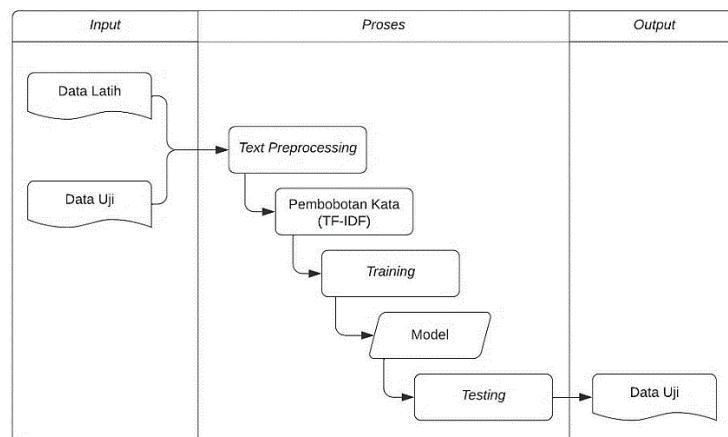 Input
Proses
Output
Data Latih
Data Uji
Text Preprocessing
Pembobotan Kata
(TF-IDF)
Training
Model
Testing
Data Uji